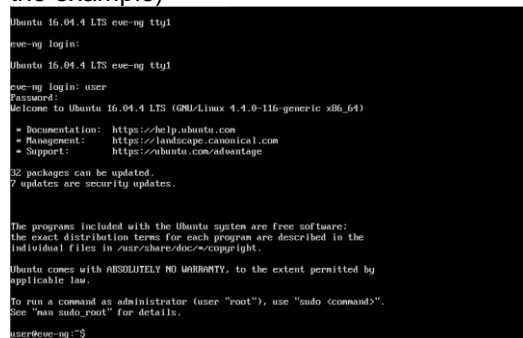 the example)
Ubuntu 16.04.4 LTS eve-ng tty1
eve-ng login:
Ubuntu 16.04.4 LTS eve-ng tty1
eve-ng login: user
Password:
Welcome to Ubuntu 16.04.4 LTS (GNU/Linux 4.4.0-116-generic x86_64)
* Documentation: https://help.ubuntu.com
* Management: https://landscape.canonical.com
* Support: https://ubuntu.com/advantage
32 packages can be updated.
7 updates are security updates.
The programs included with the Ubuntu system are free software;
the exact distribution terms for each program are described in the
individual files in /usr/share/doc/*/copyright.
Ubuntu comes with ABSOLUTELY NO WARRANTY, to the extent permitted by
applicable law.
To run a command as administrator (user "root"), use "sudo <command>".
See "man sudo_root" for details.
user@eve-ng:~$